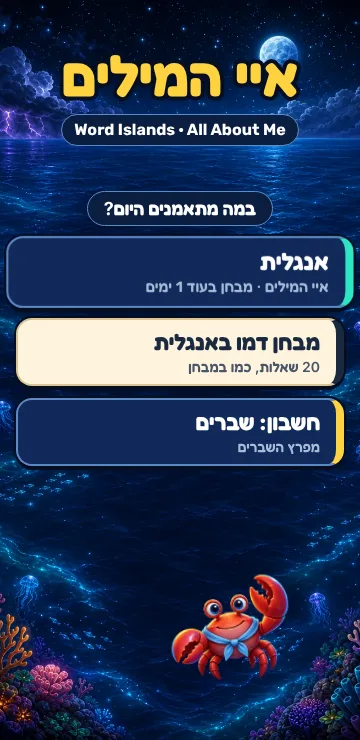 איי המילים
Word Islands • All About Me
במה מתאמנים היום?
אנגלית
איי המילים · מבחן בעוד 1 ימים
מבחן דמו באנגלית
20 שאלות, כמו במבחן
חשבון: שברים
מפרץ השברים